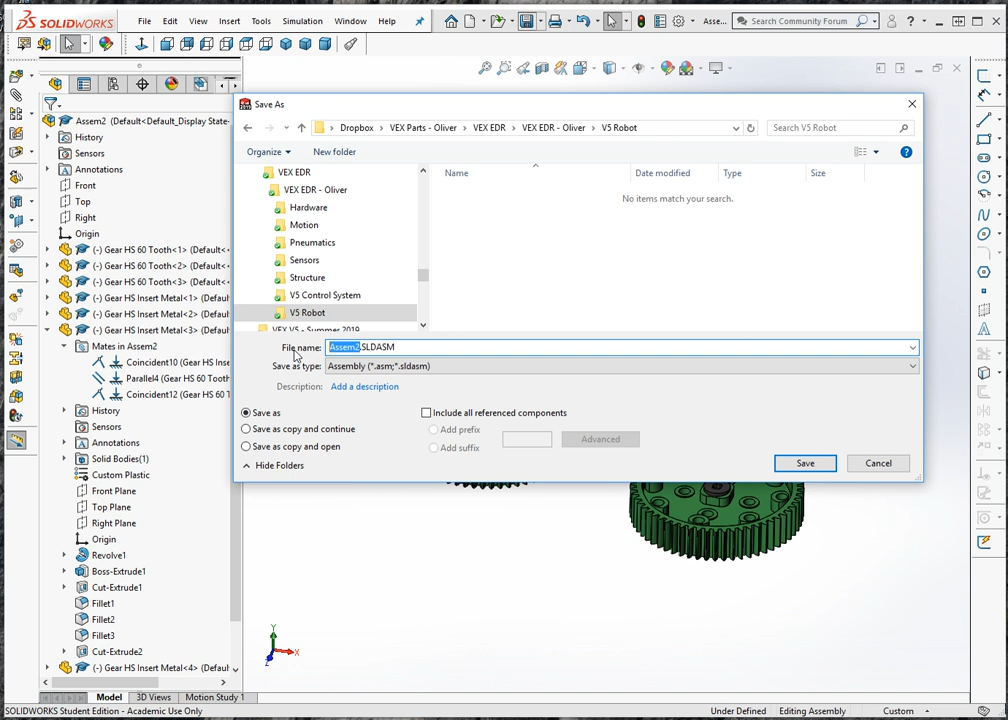 SOLIDWORKS File Edit View Insert Tools Simulation Window Help Asse... Search Community Forum
Save As
Dropbox › VEX Parts - Oliver › VEX EDR › VEX EDR - Oliver › V5 Robot Search V5 Robot
Organize New folder
Name Date modified Type Size
No items match your search.
VEX EDR
VEX EDR - Oliver
Hardware
Motion
Pneumatics
Sensors
Structure
V5 Control System
V5 Robot
VEX V5 - Summer 2019
File name: Assem2.SLDASM
Save as type: Assembly (*.asm;*.sldasm)
Description: Add a description
Save as
Save as copy and continue
Save as copy and open
Include all referenced components
Add prefix
Add suffix
Advanced
Hide Folders
Save Cancel
Assem2 (Default<Default_Display State-
History
Sensors
Annotations
Front
Top
Right
Origin
(-) Gear HS 60 Tooth<1> (Default<<
(-) Gear HS 60 Tooth<2> (Default<<
(-) Gear HS 60 Tooth<3> (Default<<
(-) Gear HS Insert Metal<1> (Defaul
(-) Gear HS Insert Metal<2> (Defaul
(-) Gear HS Insert Metal<3> (Defaul
Mates in Assem2
Coincident10 (Gear HS Ins
Parallel4 (Gear HS 60 Tooth
Coincident12 (Gear HS Ins
History
Sensors
Annotations
Solid Bodies(1)
Custom Plastic
Front Plane
Top Plane
Right Plane
Origin
Revolve1
Boss-Extrude1
Cut-Extrude1
Fillet1
Fillet2
Fillet3
Cut-Extrude2
(-) Gear HS Insert Metal<4> (Defaul
Y
X
Z
Model 3D Views Motion Study 1
SOLIDWORKS Student Edition - Academic Use Only Under Defined Editing Assembly Custom